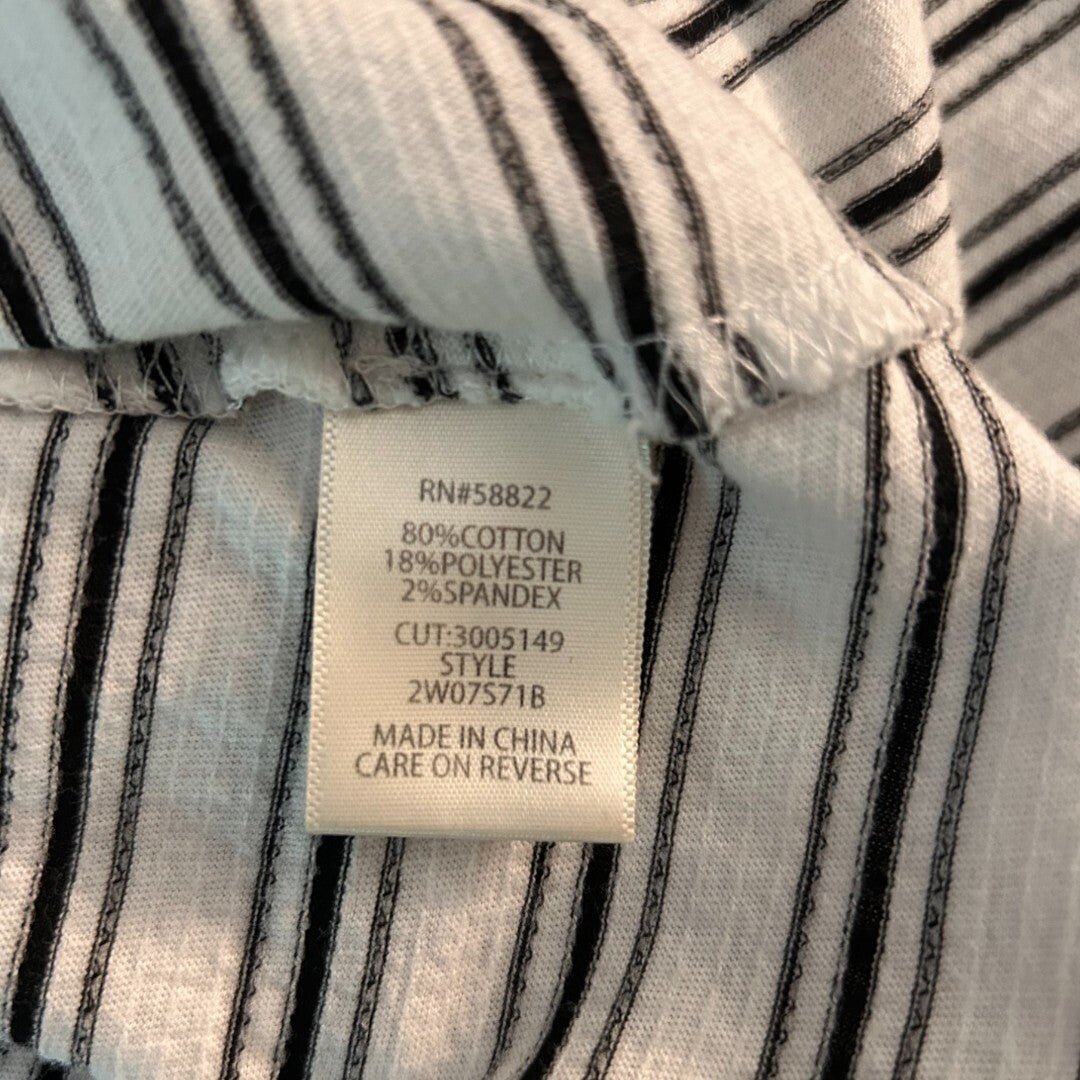 RN#58822
80%COTTON
18%POLYESTER
2%SPANDEX
CUT:3005149
STYLE
2W07S71B
MADE IN CHINA
CARE ON REVERSE